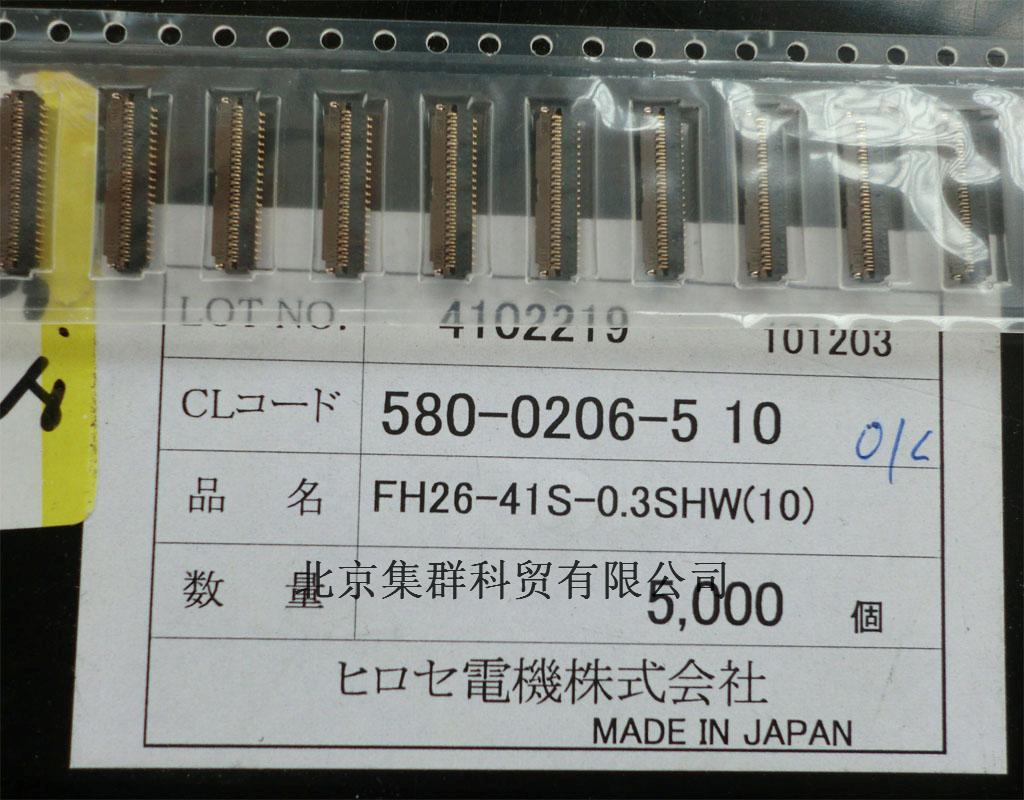 LOT NO. 4102219 101203
CLコード 580-0206-5 10
品 名 FH26-41S-0.3SHW(10)
数 量 5,000 個
北京集群科贸有限公司
ヒロセ電機株式会社
MADE IN JAPAN